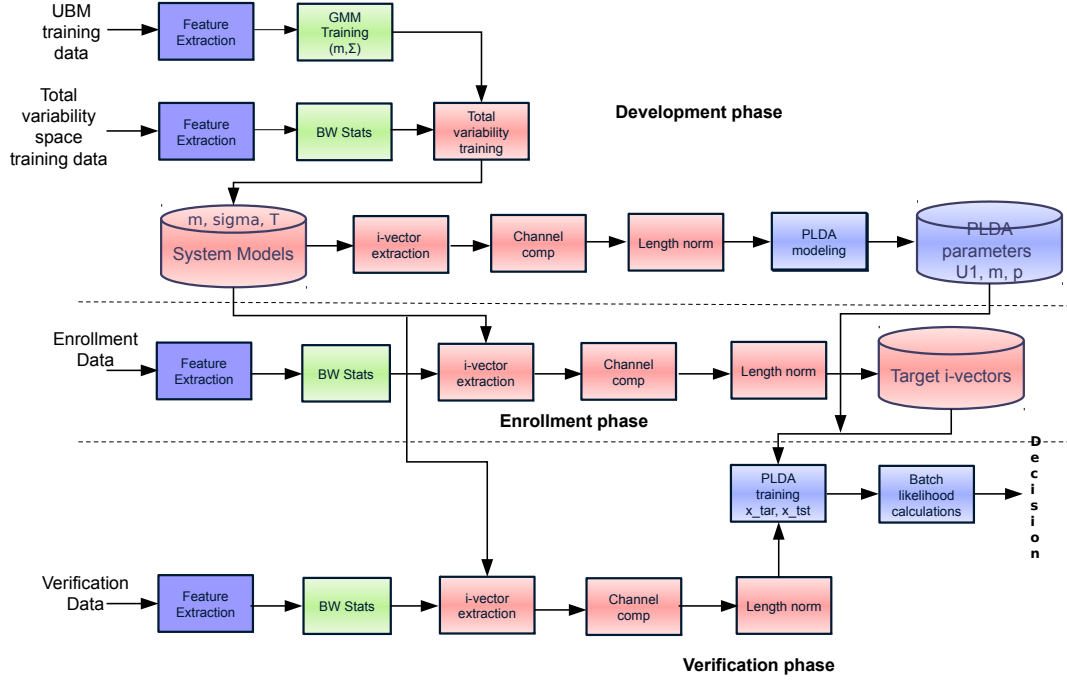 UBM
training
data
Feature
Extraction
GMM
Training
(m,Σ)
Total
variability
space
training data
Feature
Extraction
BW Stats
Total
variability
training
Development phase
m, sigma, T
System Models
i-vector
extraction
Channel
comp
Length norm
PLDA
modeling
PLDA
parameters
U1, m, p
Enrollment
Data
Feature
Extraction
BW Stats
i-vector
extraction
Channel
comp
Length norm
Target i-vectors
Enrollment phase
PLDA
training
x_tar, x_tst
Batch
likelihood
calculations
Decision
Verification
Data
Feature
Extraction
BW Stats
i-vector
extraction
Channel
comp
Length norm
Verification phase